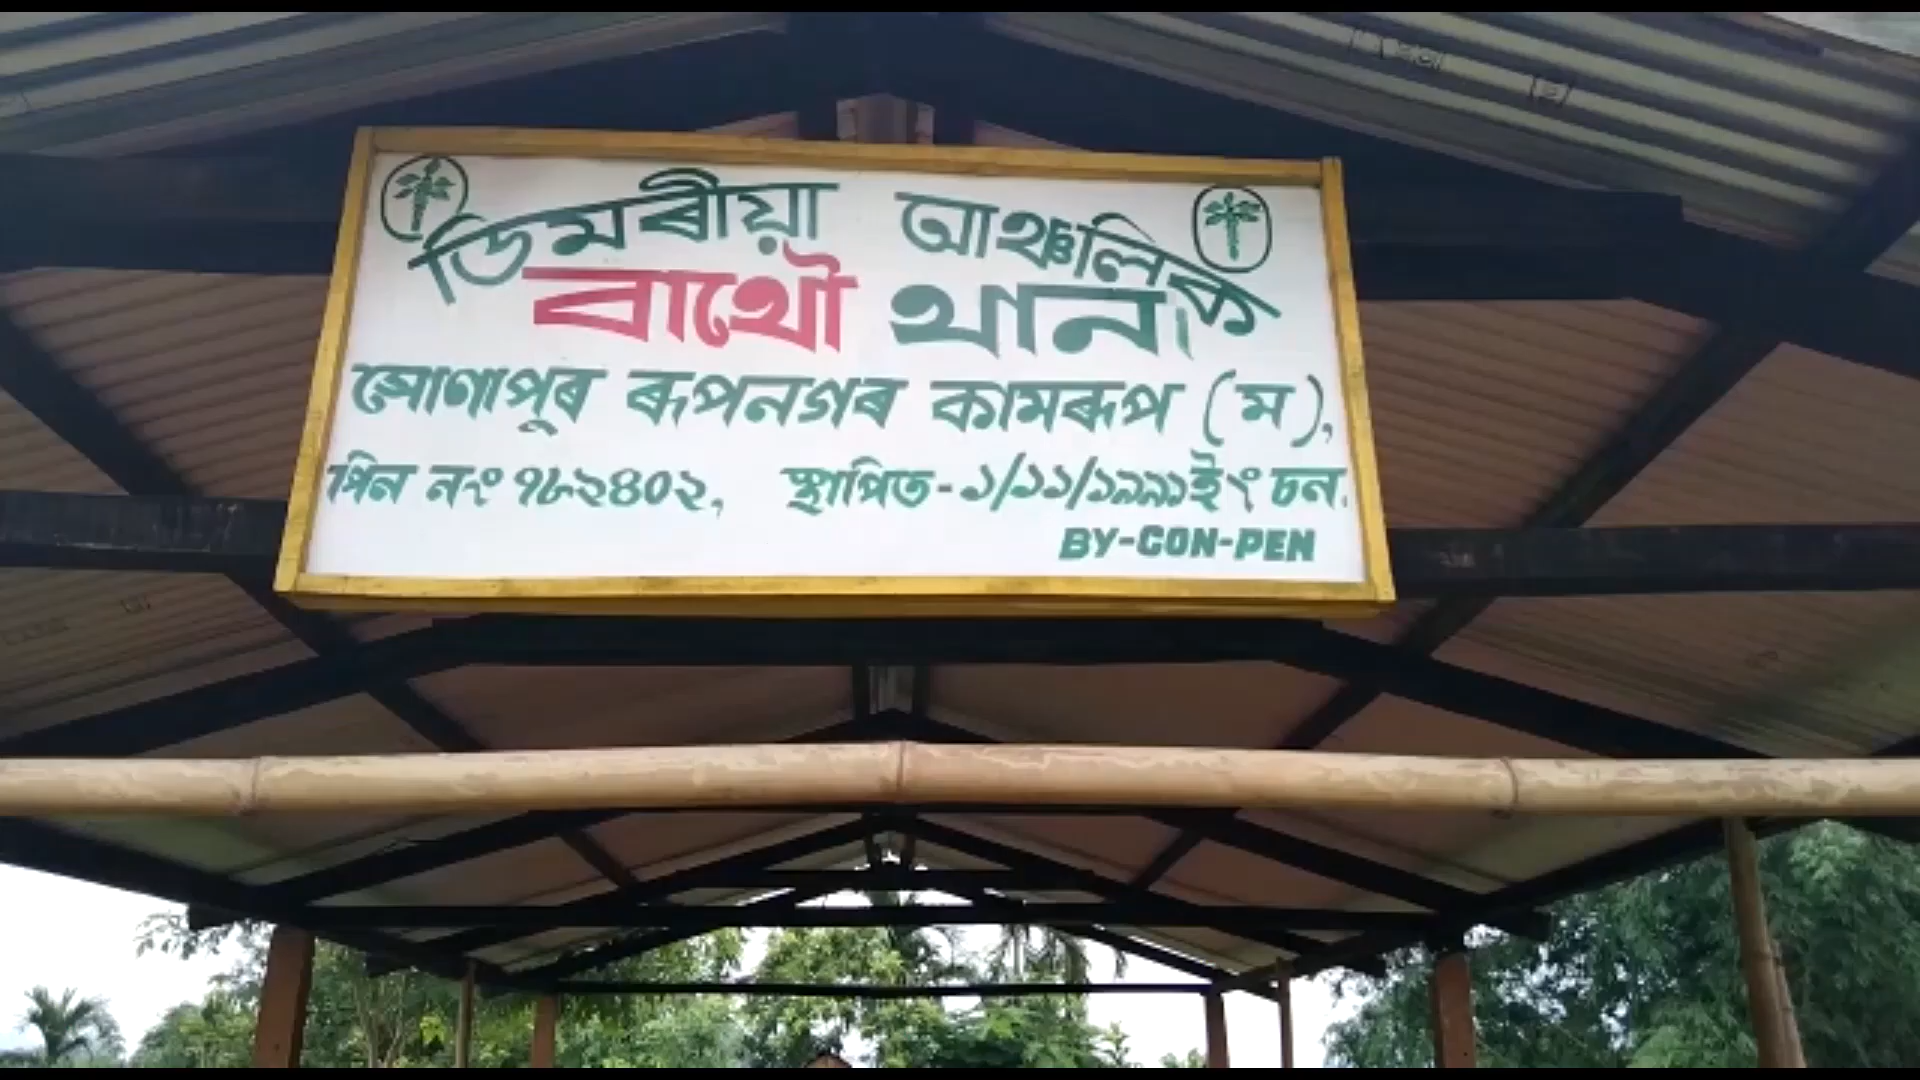 ডিমৰীয়া আঞ্চলিক
বাথৌ থান।
সোণাপুৰ ৰূপনগৰ কামৰূপ (ম),
পিন নং ৭৮২৪০২, স্থাপিত - ১/১১/১৯৯১ইং চন.
BY-CON-PEN